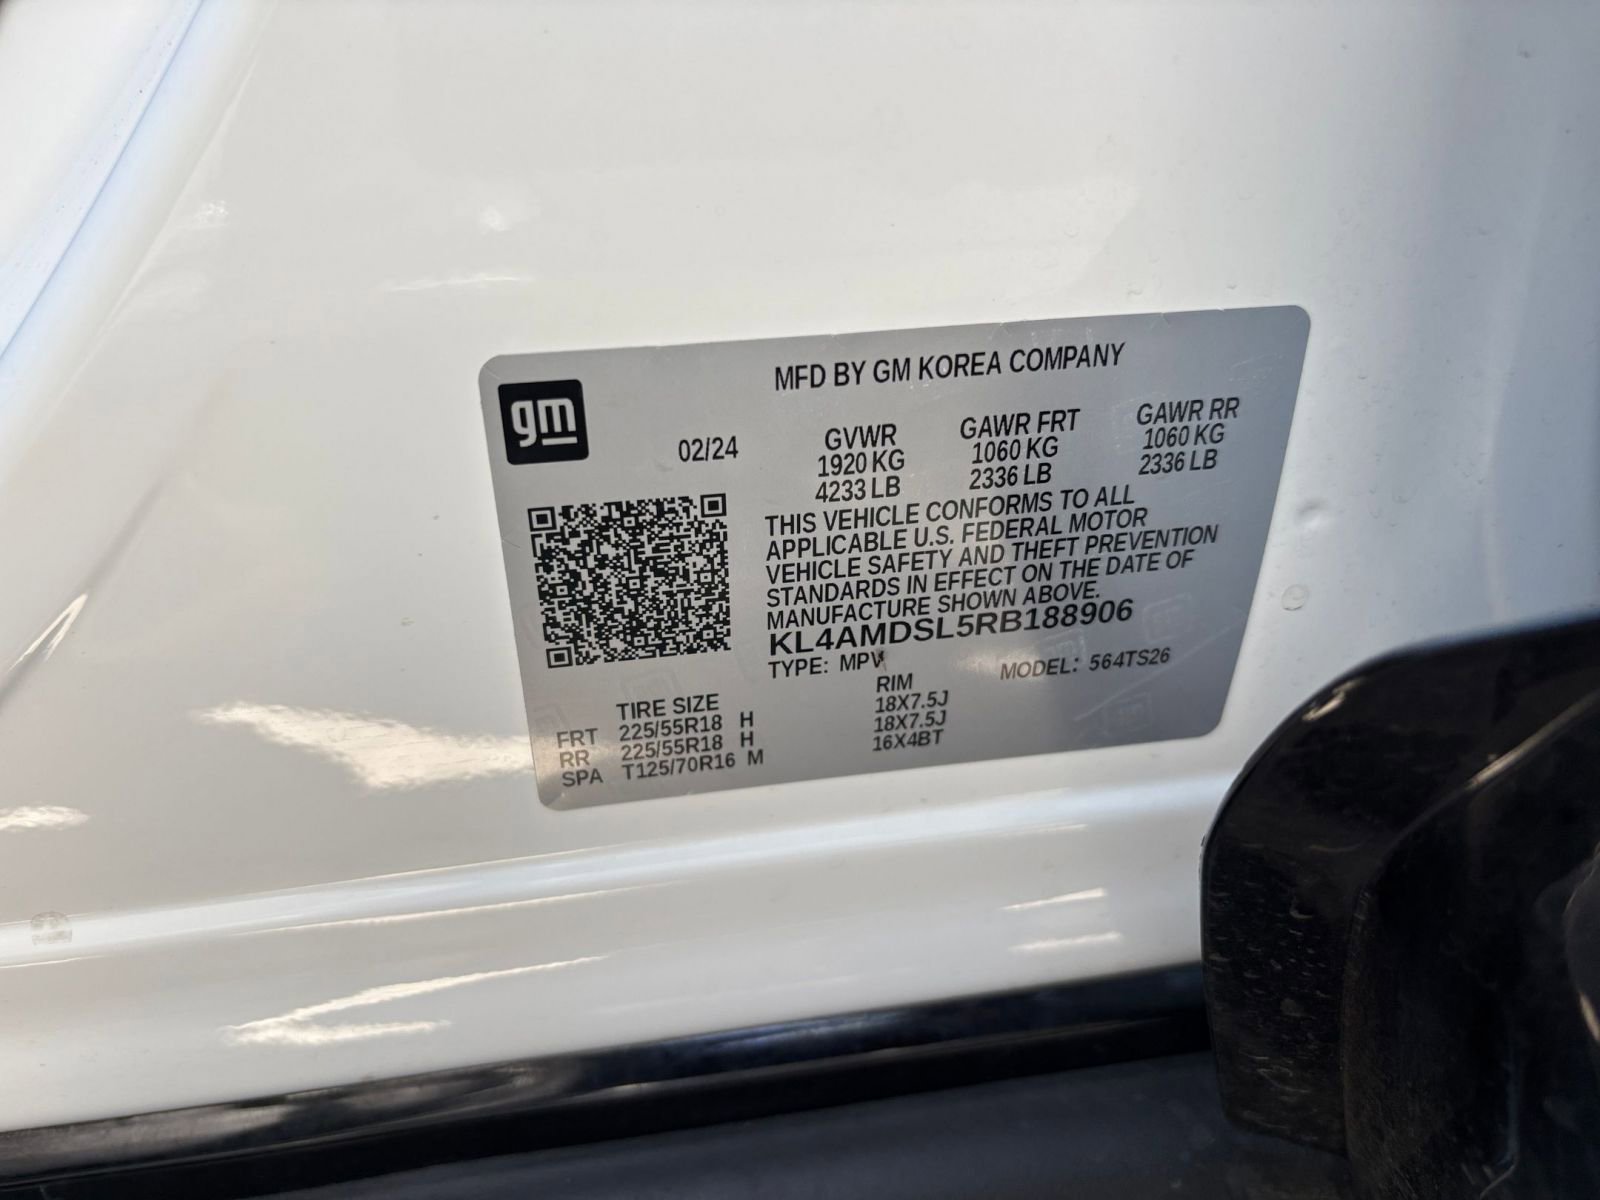 MFD BY GM KOREA COMPANY
gm
02/24
GVWR
1920 KG
4233 LB
GAWR FRT
1060 KG
2336 LB
GAWR RR
1060 KG
2336 LB
THIS VEHICLE CONFORMS TO ALL
APPLICABLE U.S. FEDERAL MOTOR
VEHICLE SAFETY AND THEFT PREVENTION
STANDARDS IN EFFECT ON THE DATE OF
MANUFACTURE SHOWN ABOVE.
KL4AMDSL5RB188906
TYPE: MPV MODEL: 564TS26
TIRE SIZE RIM
FRT 225/55R18 H 18X7.5J
RR 225/55R18 H 18X7.5J
SPA T125/70R16 M 16X4BT